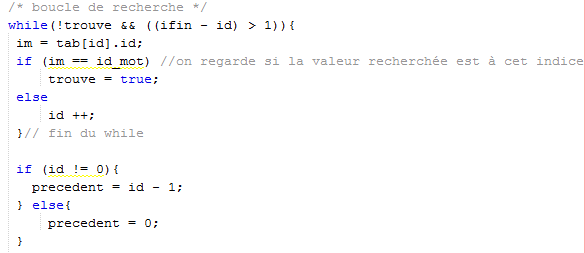 /* boucle de recherche */
while(!trouve && ((ifin - id) > 1)){
im = tab[id].id;
if (im == id_mot) //on regarde si la valeur recherchée est à cet indice
trouve = true;
else
id ++;
}// fin du while
if (id != 0){
precedent = id - 1;
} else{
precedent = 0;
}